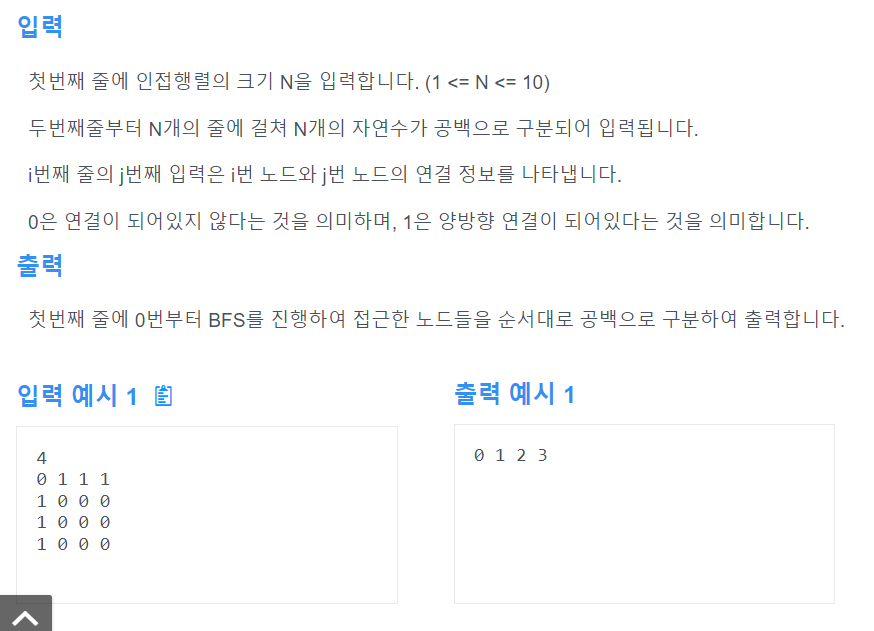 입력
첫번째 줄에 인접행렬의 크기 N을 입력합니다. (1 <= N <= 10)
두번째줄부터 N개의 줄에 걸쳐 N개의 자연수가 공백으로 구분되어 입력됩니다.
i번째 줄의 j번째 입력은 i번 노드와 j번 노드의 연결 정보를 나타냅니다.
0은 연결이 되어있지 않다는 것을 의미하며, 1은 양방향 연결이 되어있다는 것을 의미합니다.
출력
첫번째 줄에 0번부터 BFS를 진행하여 접근한 노드들을 순서대로 공백으로 구분하여 출력합니다.
입력 예시 1
4
0 1 1 1
1 0 0 0
1 0 0 0
1 0 0 0
출력 예시 1
0 1 2 3